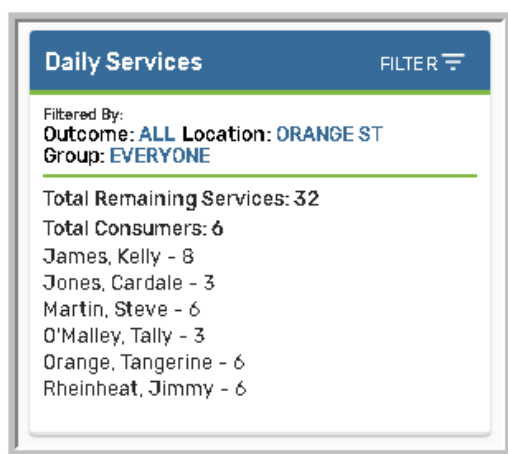 Daily Services
FILTER
Filtered By:
Outcome: ALL Location: ORANGE ST
Group: EVERYONE
Total Remaining Services: 32
Total Consumers: 6
James, Kelly - 8
Jones, Cardale - 3
Martin, Steve - 6
O'Malley, Tally - 3
Orange, Tangerine - 6
Rheinheat, Jimmy - 6